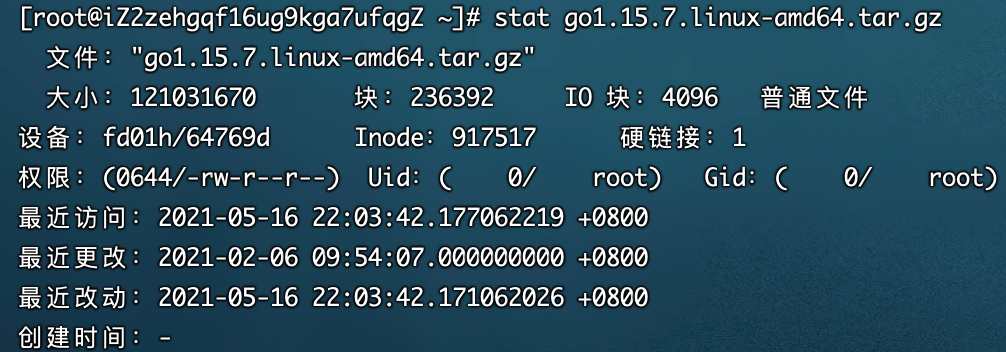 [root@iZ2zehgqf16ug9kga7ufqgZ ~]# stat go1.15.7.linux-amd64.tar.gz
文件："go1.15.7.linux-amd64.tar.gz"
大小：121031670 块：236392 IO 块：4096 普通文件
设备：fd01h/64769d Inode：917517 硬链接：1
权限：(0644/-rw-r--r--) Uid：( 0/ root) Gid：( 0/ root)
最近访问：2021-05-16 22:03:42.177062219 +0800
最近更改：2021-02-06 09:54:07.000000000 +0800
最近改动：2021-05-16 22:03:42.171062026 +0800
创建时间：-